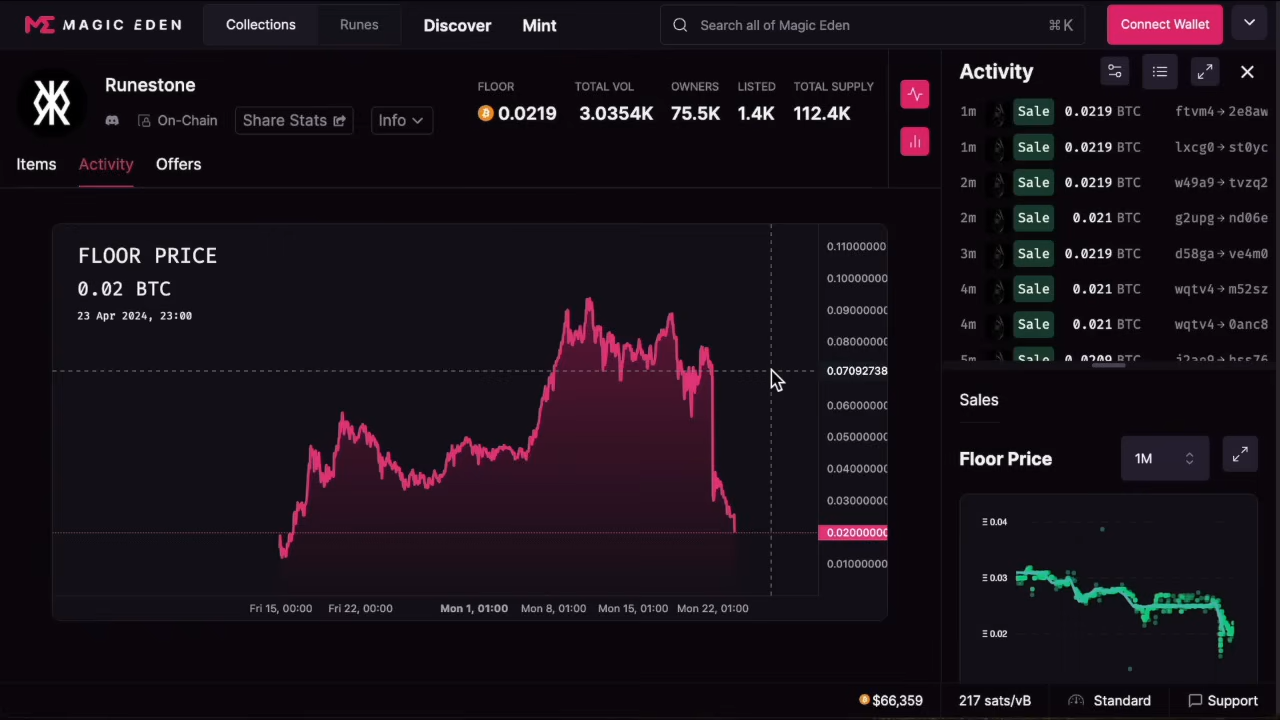 MAGIC EDEN
Collections
Runes
Discover
Mint
Search all of Magic Eden
⌘ K
Connect Wallet
Runestone
On-Chain
Share Stats
Info
FLOOR
0.0219
TOTAL VOL
3.0354K
OWNERS
75.5K
LISTED
1.4K
TOTAL SUPPLY
112.4K
Items
Activity
Offers
FLOOR PRICE
0.02 BTC
23 Apr 2024, 23:00
0.11000000
0.10000000
0.09000000
0.08000000
0.07092738
0.06000000
0.05000000
0.04000000
0.03000000
0.02000000
0.01000000
Fri 15, 00:00
Fri 22, 00:00
Mon 1, 01:00
Mon 8, 01:00
Mon 15, 01:00
Mon 22, 01:00
Activity
1m Sale 0.0219 BTC ftvm4 → 2e8aw
1m Sale 0.0219 BTC lxcg0 → st0yc
2m Sale 0.0219 BTC w49a9 → tvzq2
2m Sale 0.021 BTC g2upg → nd06e
3m Sale 0.0219 BTC d58ga → ve4m0
4m Sale 0.021 BTC wqtv4 → m52sz
4m Sale 0.021 BTC wqtv4 → 0anc8
5m Sale 0.0209 BTC
Sales
Floor Price
1M
Ξ 0.04
Ξ 0.03
Ξ 0.02
$66,359
217 sats/vB
Standard
Support